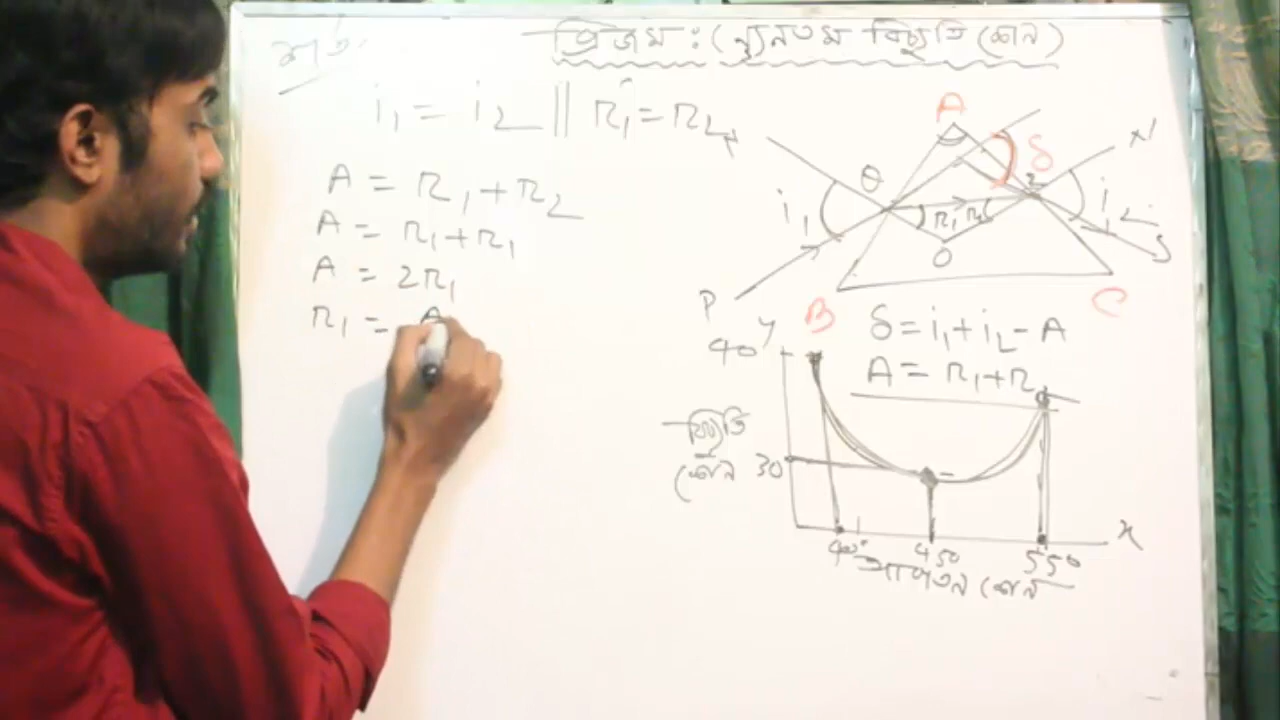 প্রিজম : (ন্যূনতম বিচ্যুতি কোন)
শর্ত:
i₁ = i₂ || r₁ = r₂
A = r₁ + r₂
A = r₁ + r₁
A = 2r₁
r₁ = A
A
δ
θ
i₁
r₁ r₂
i₂
O
P
S
B
C
δ = i₁ + i₂ − A
A = r₁ + r₂
y
40
বিচ্যুতি
কোন 30
40° 45° 55° x
আপতন কোন